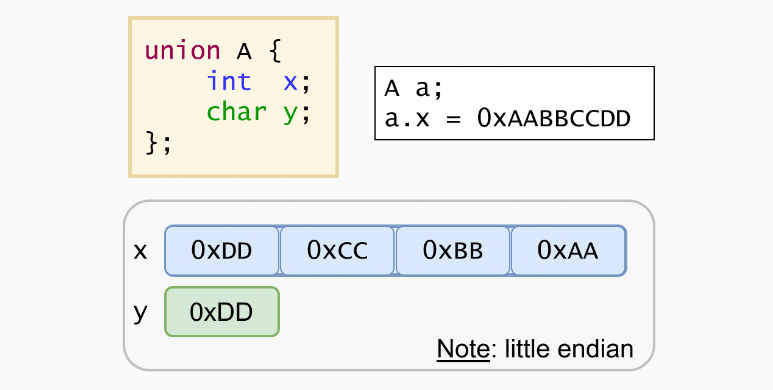 union A {
    int  x;
    char y;
};
A a;
a.x = 0xAABBCCDD
x 0xDD 0xCC 0xBB 0xAA
y 0xDD
Note: little endian